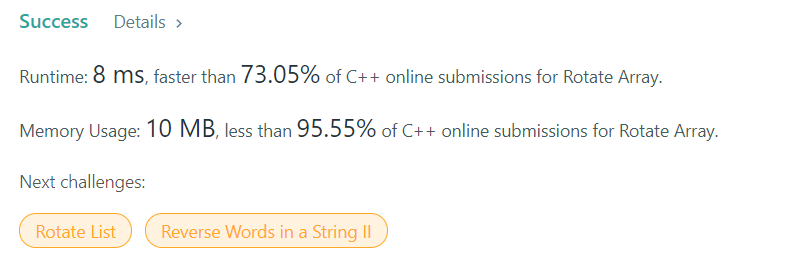 Success Details >
Runtime: 8 ms, faster than 73.05% of C++ online submissions for Rotate Array.
Memory Usage: 10 MB, less than 95.55% of C++ online submissions for Rotate Array.
Next challenges:
Rotate List Reverse Words in a String II